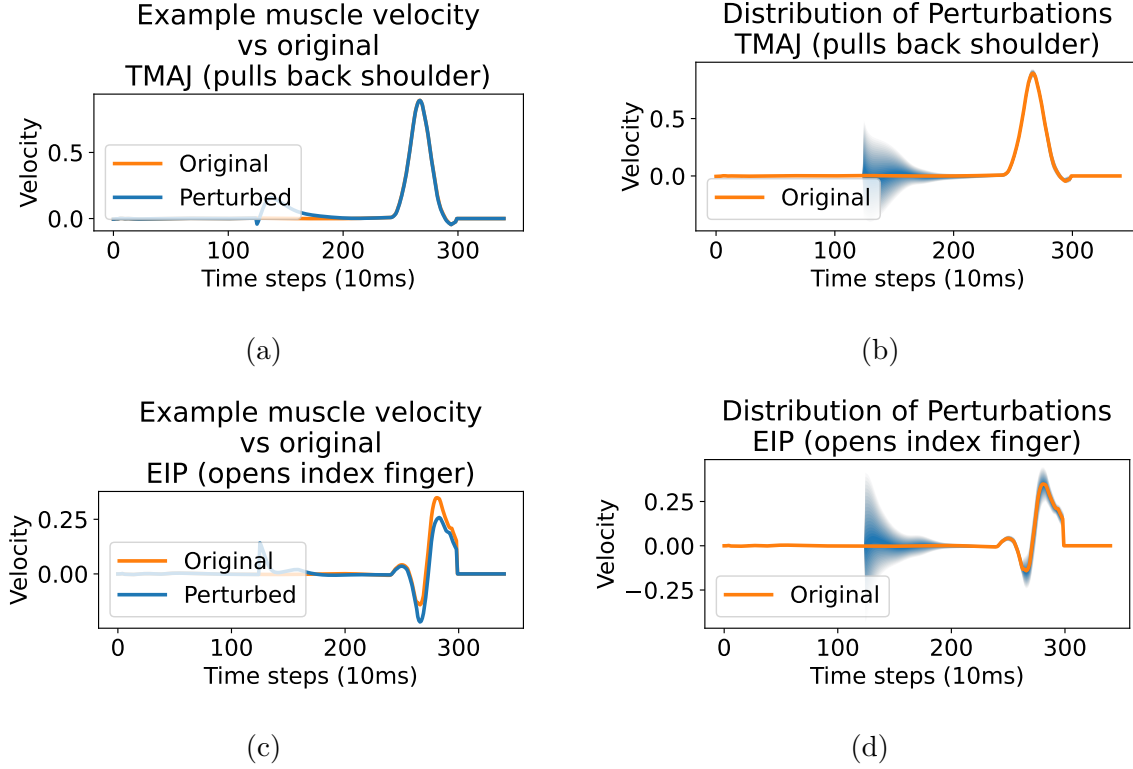 Example muscle velocity
vs original
TMAJ (pulls back shoulder)
Velocity
0.5
0.0
Original
Perturbed
0
100
200
300
Time steps (10ms)
(a)
Distribution of Perturbations
TMAJ (pulls back shoulder)
Velocity
0.5
0.0
Original
0
100
200
300
Time steps (10ms)
(b)
Example muscle velocity
vs original
EIP (opens index finger)
Velocity
0.25
0.00
Original
Perturbed
0
100
200
300
Time steps (10ms)
(c)
Distribution of Perturbations
EIP (opens index finger)
Velocity
0.25
0.00
−0.25
Original
0
100
200
300
Time steps (10ms)
(d)